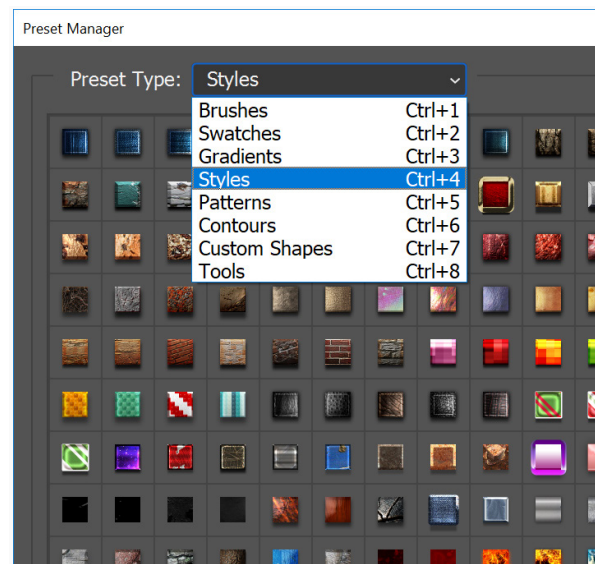 Preset Manager
Preset Type: Styles
Brushes Ctrl+1
Swatches Ctrl+2
Gradients Ctrl+3
Styles Ctrl+4
Patterns Ctrl+5
Contours Ctrl+6
Custom Shapes Ctrl+7
Tools Ctrl+8